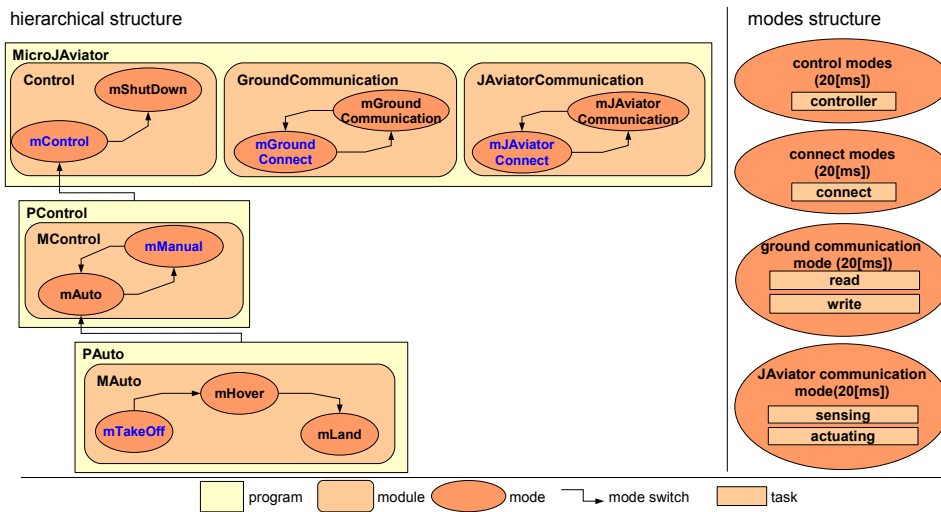 hierarchical structure
modes structure
MicroJAviator
Control
mShutDown
mControl
GroundCommunication
mGround
Communication
mGround
Connect
JAviatorCommunication
mJAviator
Communication
mJAviator
Connect
PControl
MControl
mManual
mAuto
PAuto
MAuto
mHover
mTakeOff
mLand
control modes
(20[ms])
controller
connect modes
(20[ms])
connect
ground communication
mode (20[ms])
read
write
JAviator communication
mode(20[ms])
sensing
actuating
program
module
mode
mode switch
task